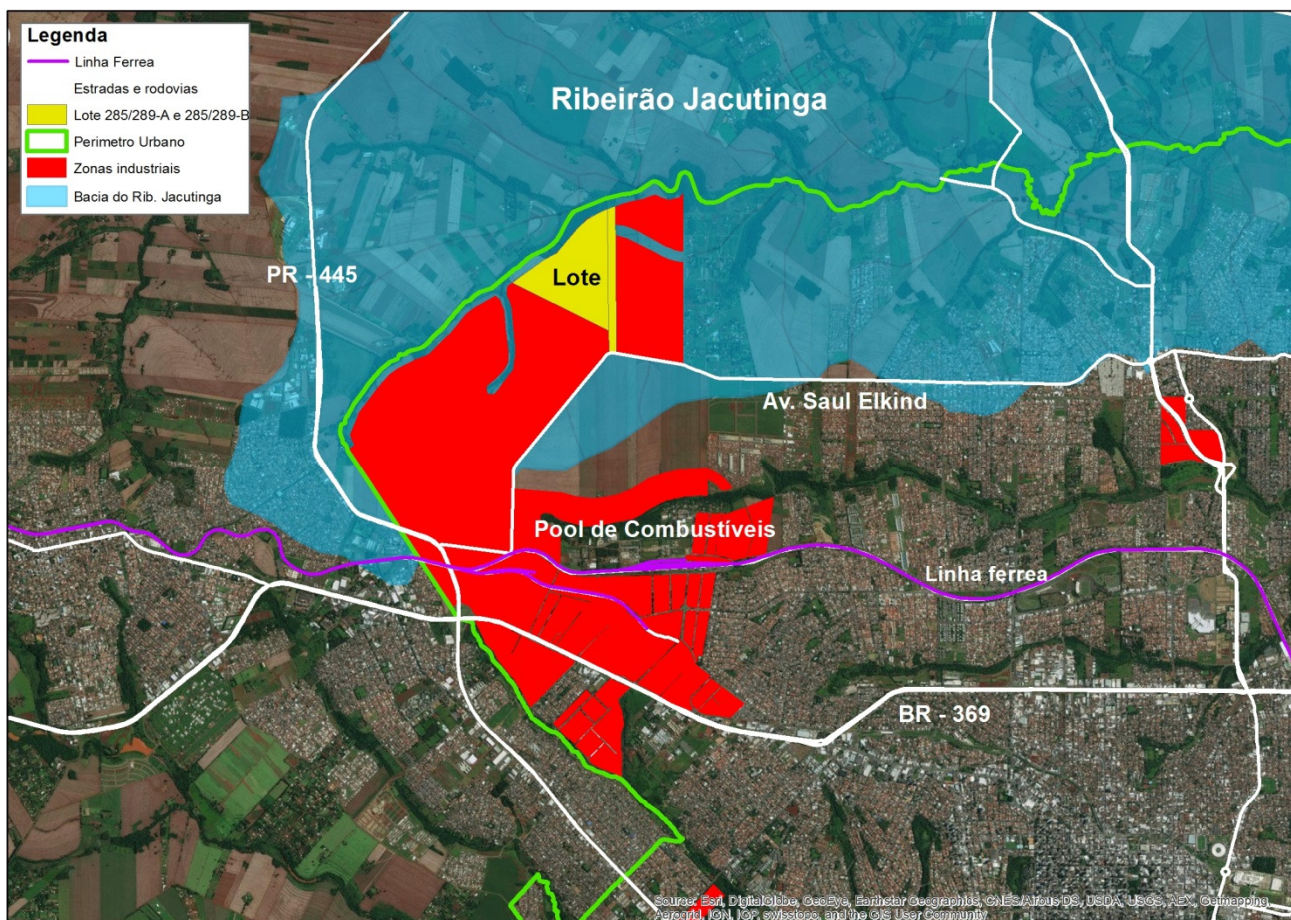 Legenda
Linha Ferrea
Estradas e rodovias
Lote 285/289-A e 285/289-B
Perimetro Urbano
Zonas industriais
Bacia do Rib. Jacutinga
Ribeirão Jacutinga
PR - 445
Lote
Av. Saul Elkind
Pool de Combustíveis
Linha ferrea
BR - 369
Source: Esri, DigitalGlobe, GeoEye, Earthstar Geographics, CNES/Airbus DS, USDA, USGS, AEX, Getmapping,
Aerogrid, IGN, IGP, swisstopo, and the GIS User Community